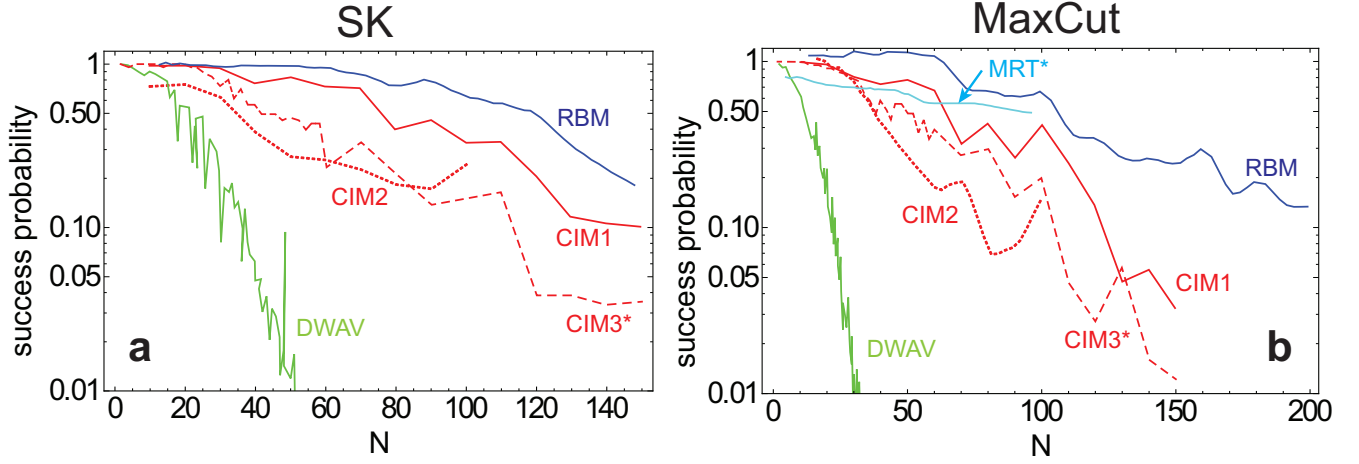 SK
success probability
1
0.50
0.10
0.05
0.01
RBM
CIM2
CIM1
CIM3*
DWAV
a
0 20 40 60 80 100 120 140
N
MaxCut
success probability
1
0.50
0.10
0.05
0.01
MRT*
RBM
CIM2
CIM1
CIM3*
DWAV
b
0 50 100 150 200
N